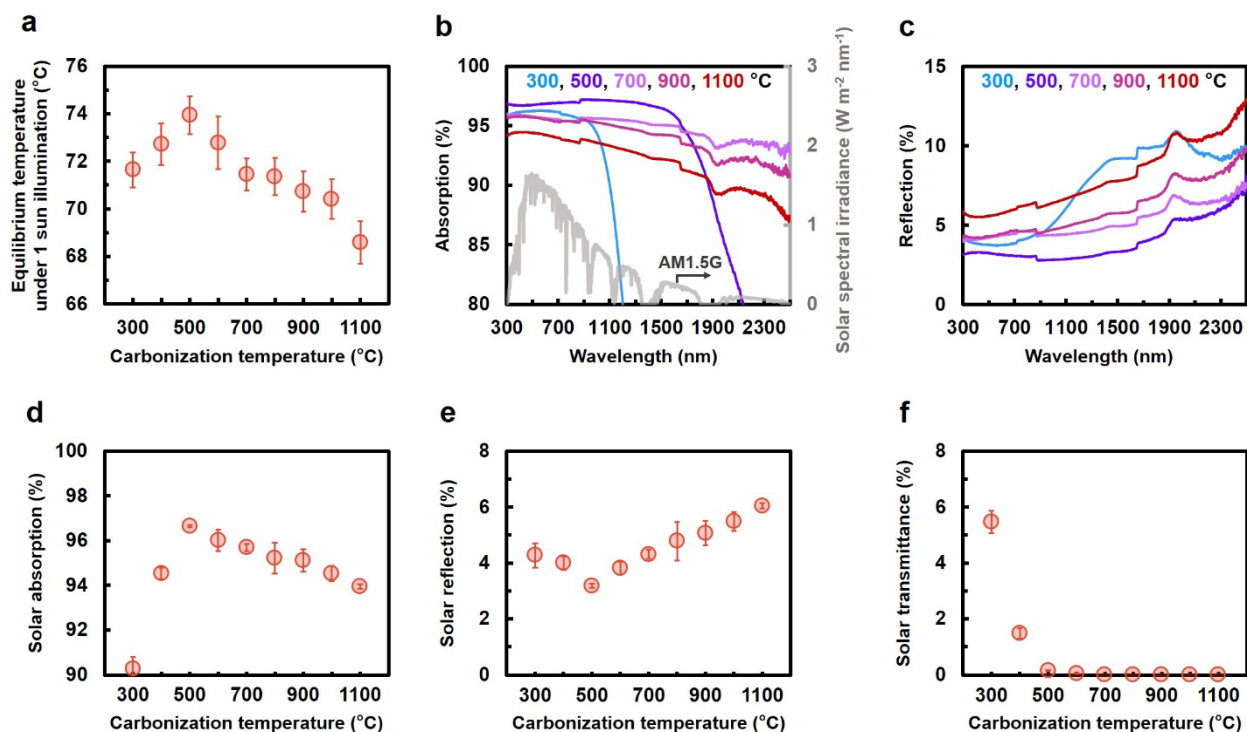 a
Equilibrium temperature
under 1 sun illumination (°C)
76
74
72
70
68
66
300 500 700 900 1100
Carbonization temperature (°C)
b
300, 500, 700, 900, 1100 °C
Absorption (%)
100
95
90
85
80
AM1.5G
Solar spectral irradiance (W m⁻² nm⁻¹)
3
2
1
0
300 700 1100 1500 1900 2300
Wavelength (nm)
c
300, 500, 700, 900, 1100 °C
Reflection (%)
15
10
5
0
300 700 1100 1500 1900 2300
Wavelength (nm)
d
Solar absorption (%)
100
98
96
94
92
90
300 500 700 900 1100
Carbonization temperature (°C)
e
Solar reflection (%)
8
6
4
2
0
300 500 700 900 1100
Carbonization temperature (°C)
f
Solar transmittance (%)
8
6
4
2
0
300 500 700 900 1100
Carbonization temperature (°C)